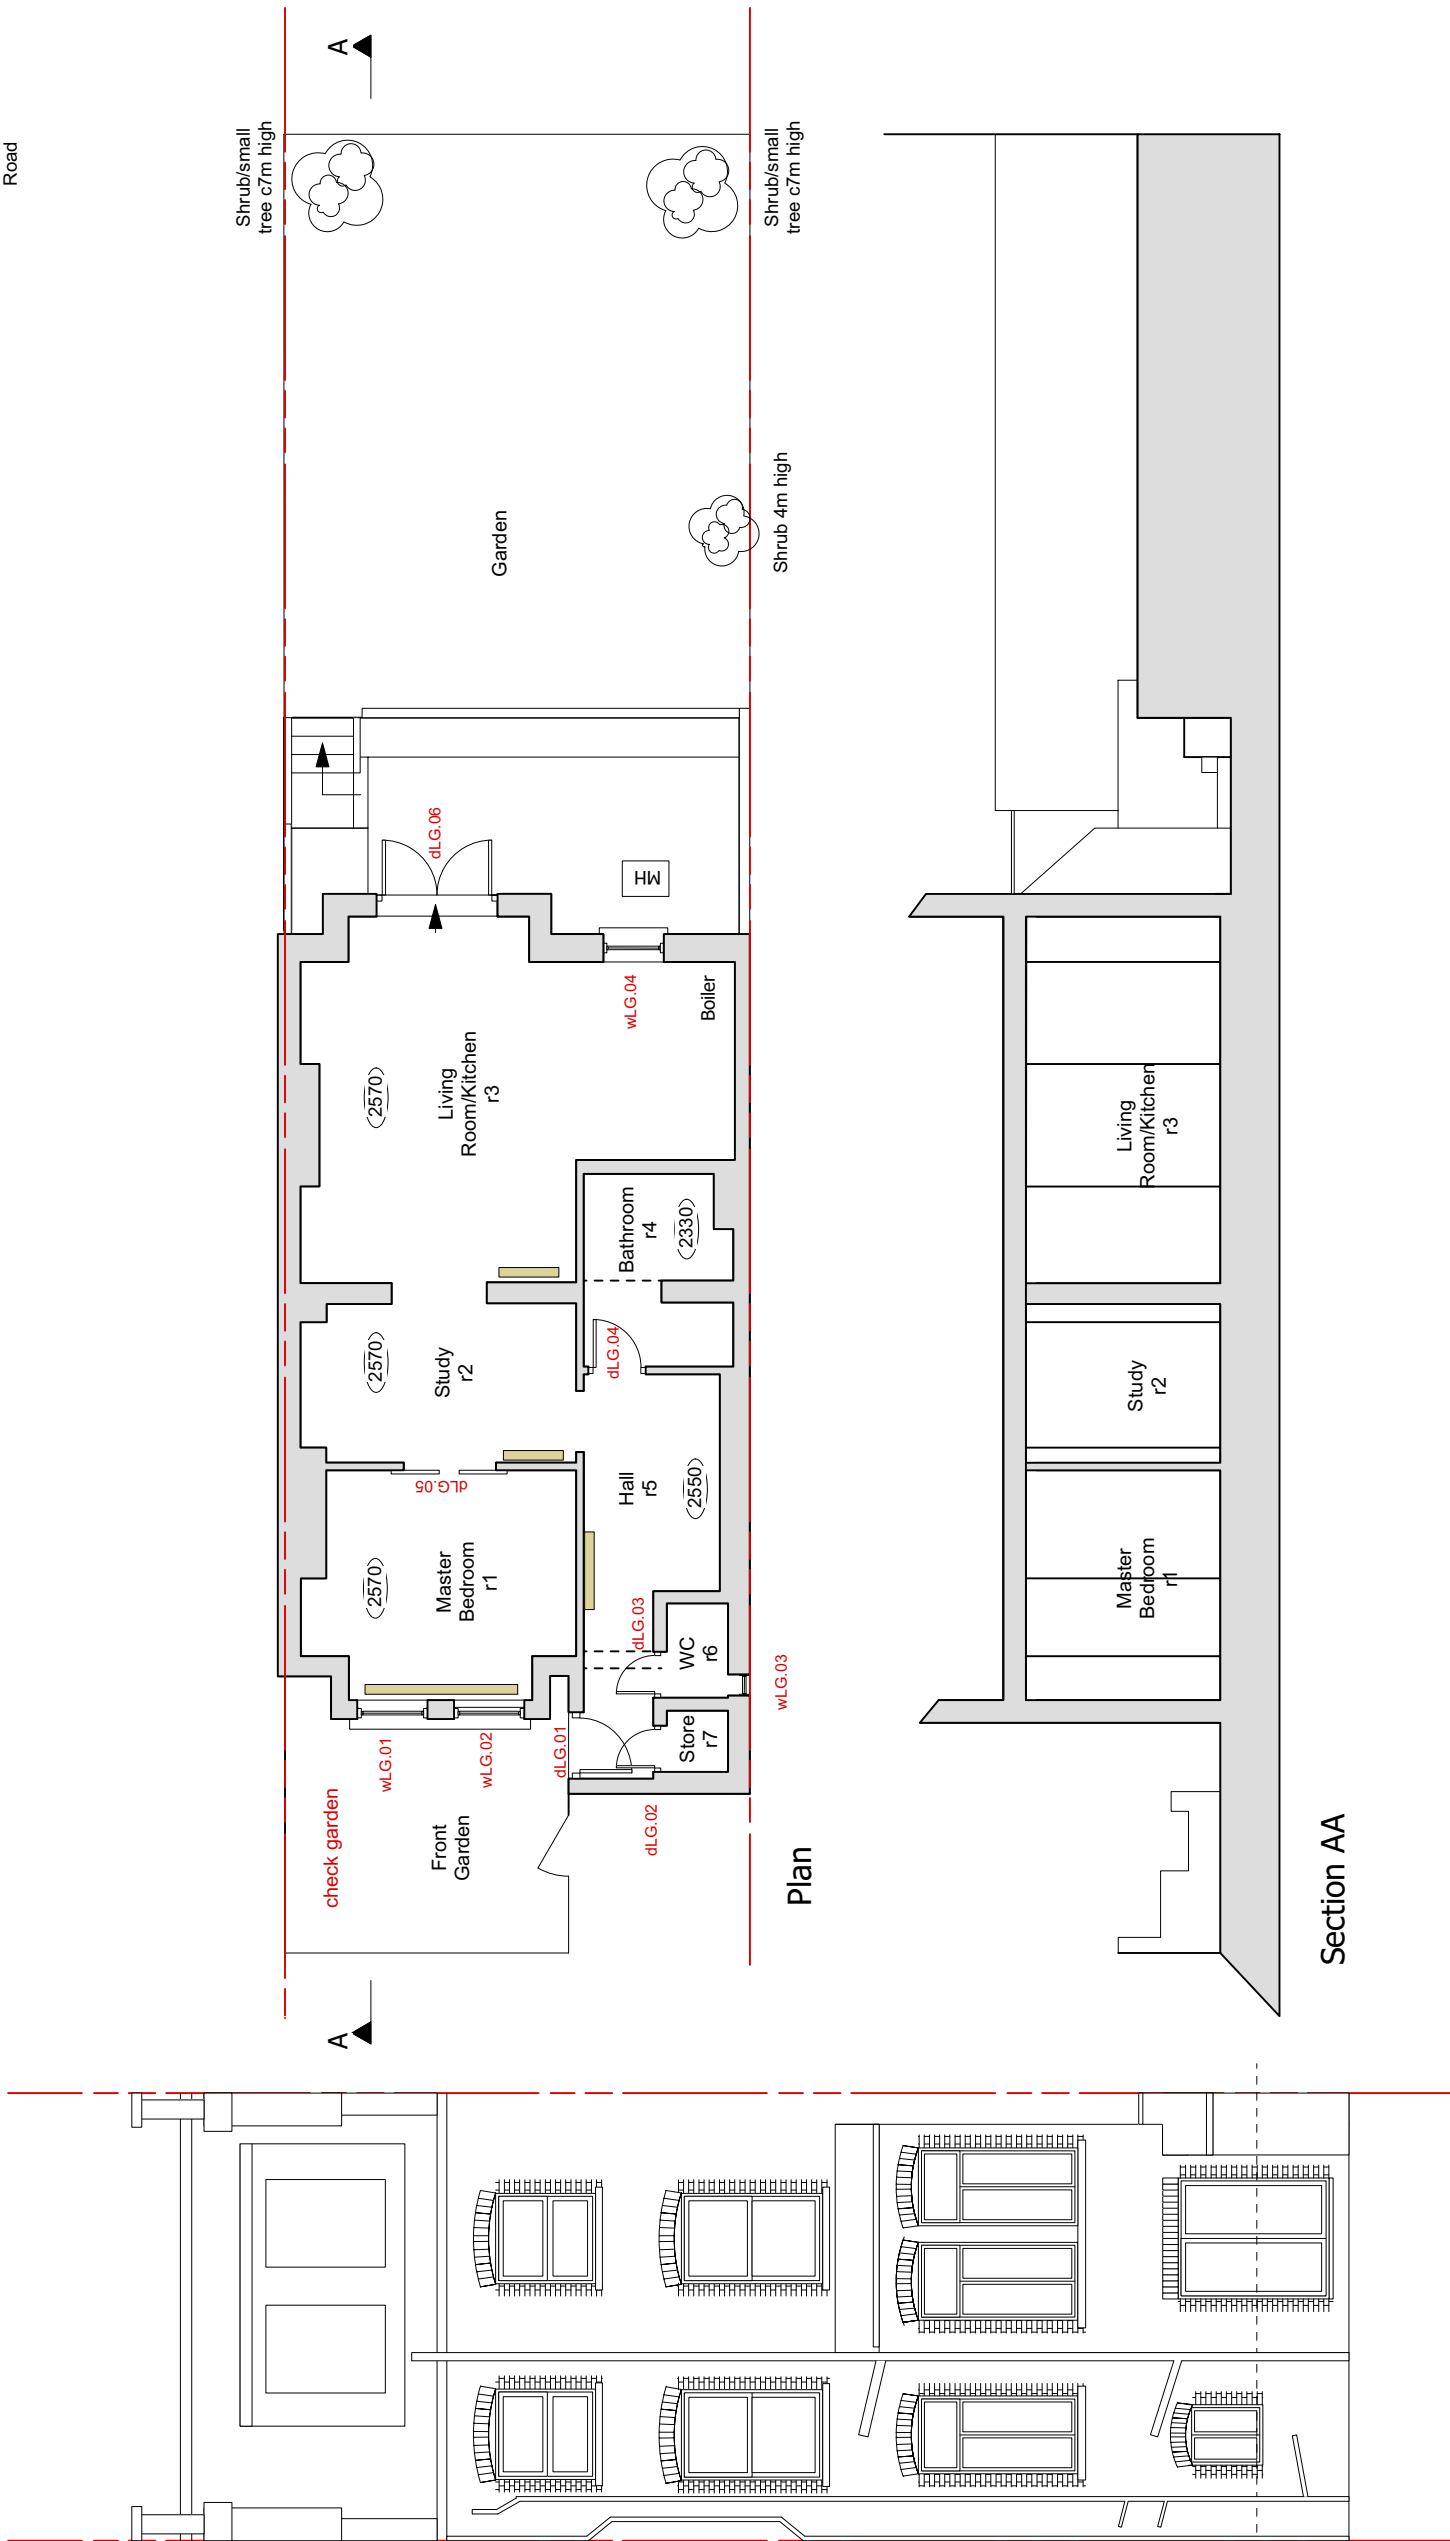 Road
A
Shrub/small
tree c7m high
Shrub/small
tree c7m high
Shrub 4m high
Garden
dLG.06
MH
wLG.04
Boiler
2570
Living
Room/Kitchen
r3
Bathroom
r4
2330
dLG.04
2570
Study
r2
dLG.05
Hall
r5
2550
2570
Master
Bedroom
r1
dLG.03
WC
r6
wLG.03
Store
r7
dLG.01
dLG.02
wLG.01
wLG.02
check garden
Front
Garden
A
Plan
Living
Room/Kitchen
r3
Study
r2
Master
Bedroom
r1
Section AA